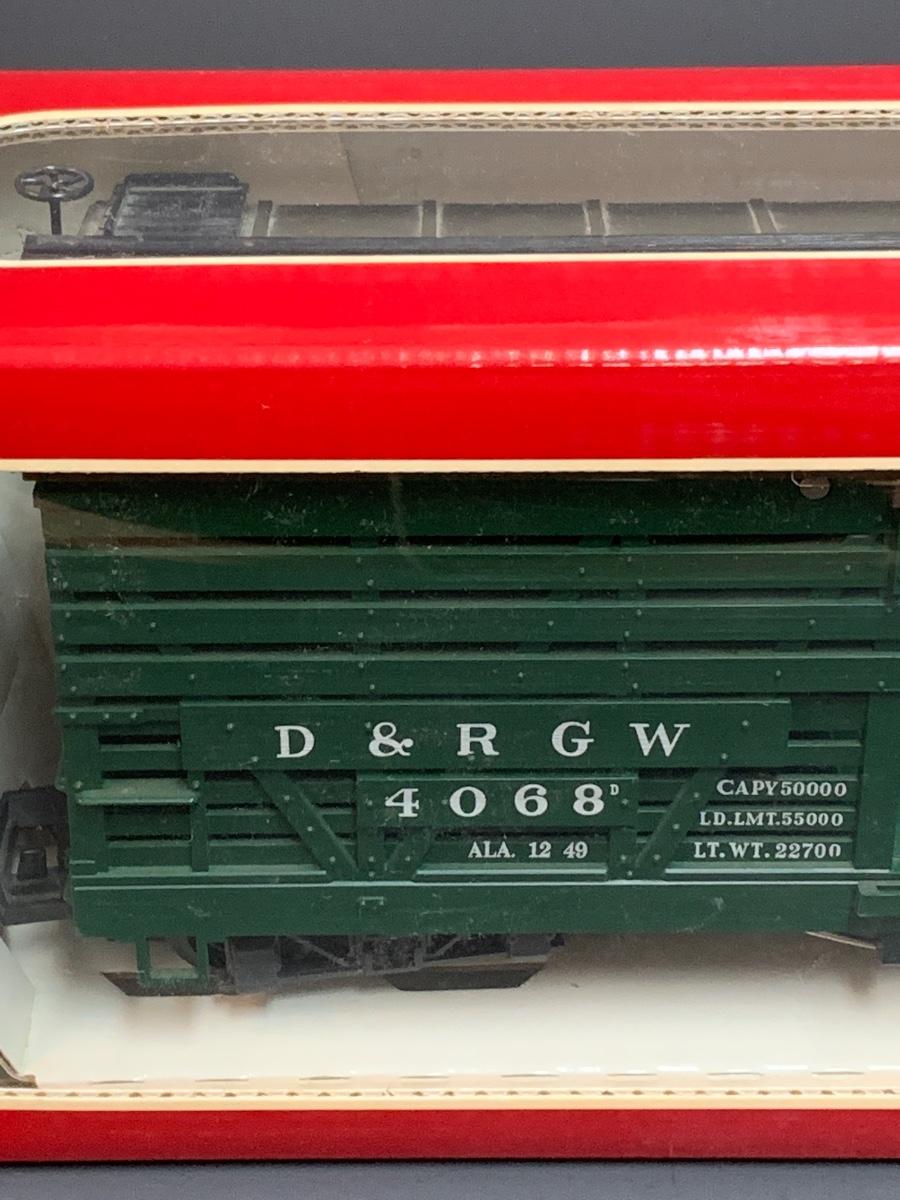 D & R G W
4068D
ALA. 12 49
CAPY 50000
LD.LMT.55000
LT.WT.22700